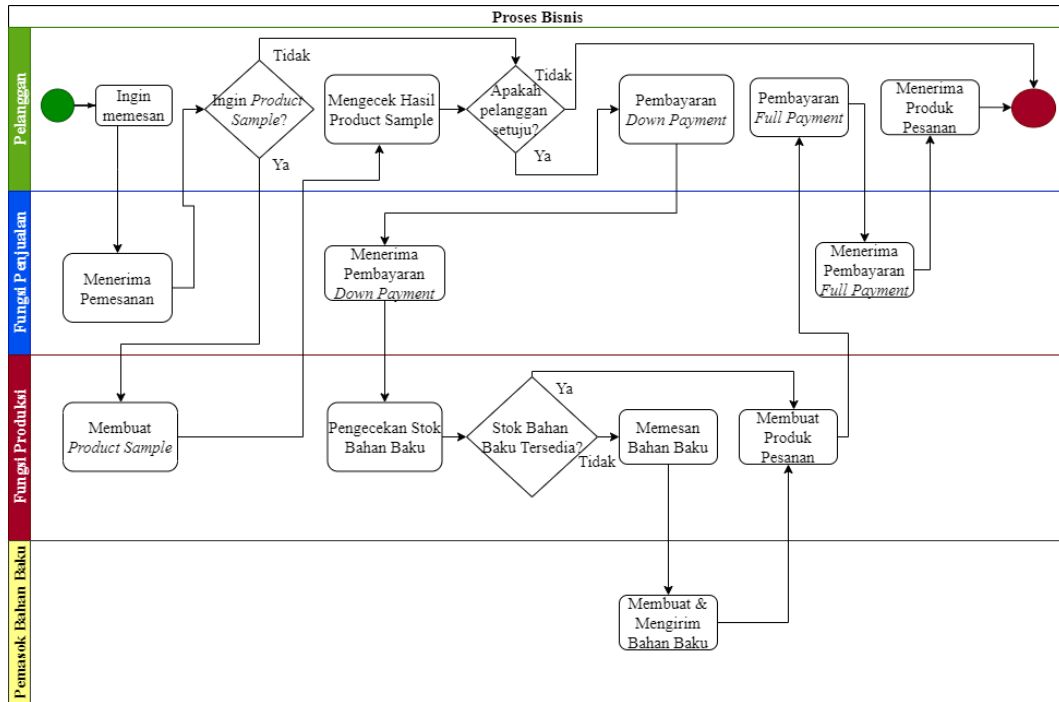 Proses Bisnis
Pelanggan
Ingin
memesan
Ingin Product
Sample?
Tidak
Ya
Mengecek Hasil
Product Sample
Apakah
pelanggan
setuju?
Tidak
Ya
Pembayaran
Down Payment
Pembayaran
Full Payment
Menerima
Produk
Pesanan
Fungsi Penjualan
Menerima
Pemesanan
Menerima
Pembayaran
Down Payment
Menerima
Pembayaran
Full Payment
Fungsi Produksi
Membuat
Product Sample
Pengecekan Stok
Bahan Baku
Stok Bahan
Baku Tersedia?
Ya
Tidak
Memesan
Bahan Baku
Membuat
Produk
Pesanan
Pemasok Bahan Baku
Membuat &
Mengirim
Bahan Baku